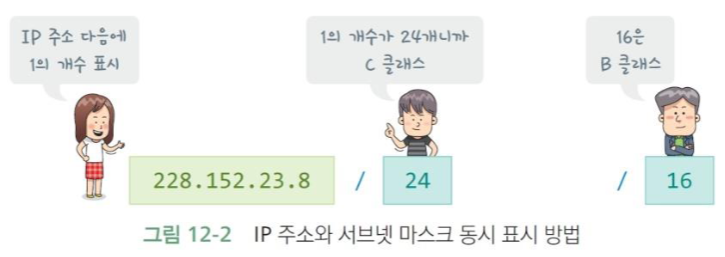 IP 주소 다음에
1의 개수 표시
1의 개수가 24개니까
C 클래스
16은
B 클래스
228.152.23.8 / 24 / 16
그림 12-2 IP 주소와 서브넷 마스크 동시 표시 방법